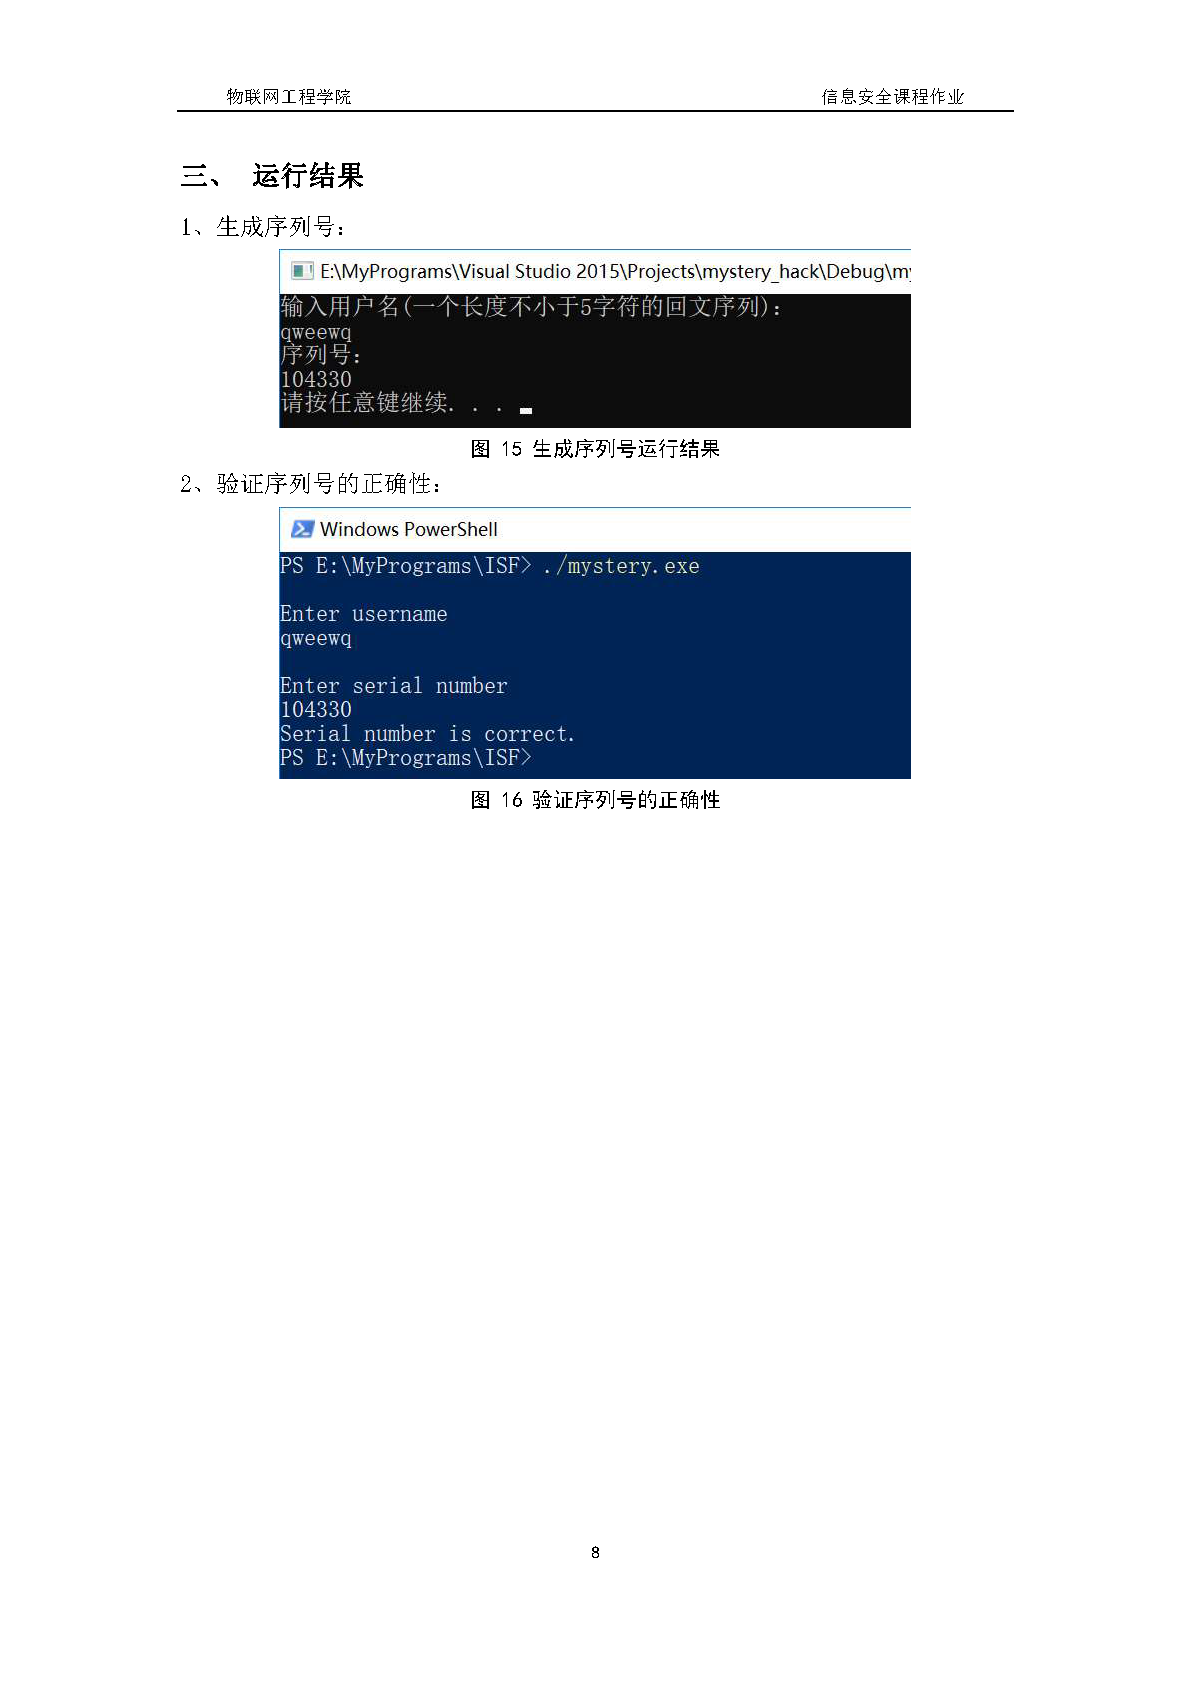 物联网工程学院 信息安全课程作业
三、 运行结果
1、生成序列号：
E:\MyPrograms\Visual Studio 2015\Projects\mystery_hack\Debug\my
输入用户名(一个长度不小于5字符的回文序列)：
qweewq
序列号：
104330
请按任意键继续. . .
图 15 生成序列号运行结果
2、验证序列号的正确性：
Windows PowerShell
PS E:\MyPrograms\ISF> ./mystery.exe
Enter username
qweewq
Enter serial number
104330
Serial number is correct.
PS E:\MyPrograms\ISF>
图 16 验证序列号的正确性
8